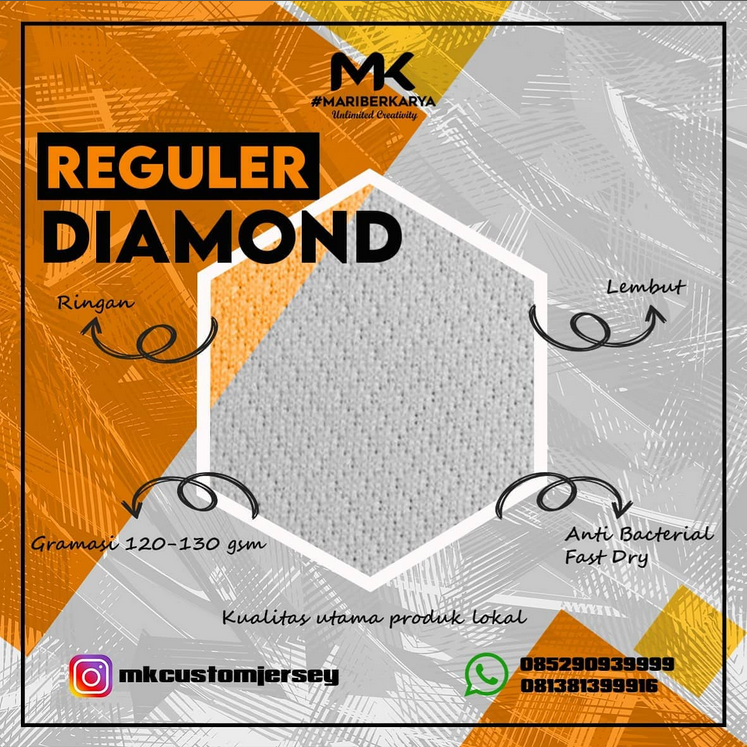 MK
#MARIBERKARYA
Unlimited Creativity
REGULER
DIAMOND
Ringan
Lembut
Gramasi 120-130 gsm
Anti Bacterial
Fast Dry
Kualitas utama produk lokal
mkcustomjersey
085290939999
081381399916